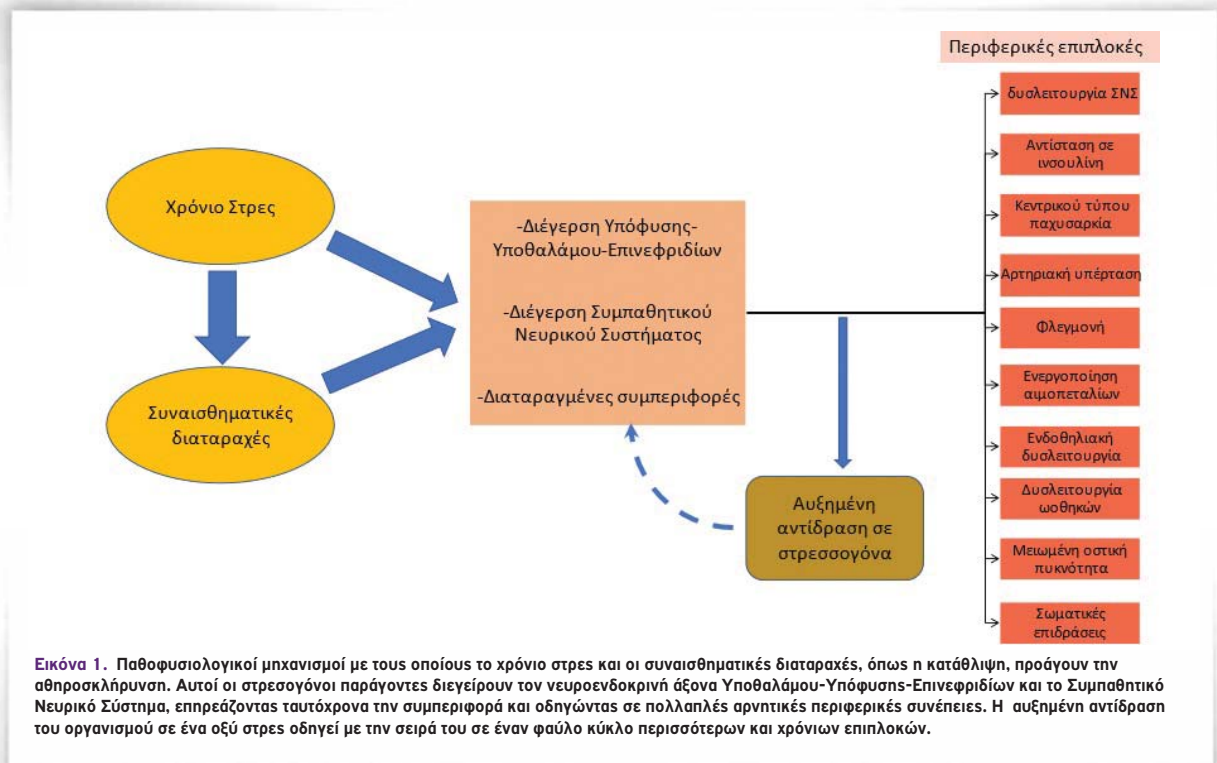 Περιφερικές επιπλοκές
δυσλειτουργία ΣΝΣ
Αντίσταση σε
ινσουλίνη
Κεντρικού τύπου
παχυσαρκία
Αρτηριακή υπέρταση
Φλεγμονή
Ενεργοποίηση
αιμοπεταλίων
Ενδοθηλιακή
δυσλειτουργία
Δυσλειτουργία
ωοθηκών
Μειωμένη οστική
πυκνότητα
Σωματικές
επιδράσεις
Χρόνιο Στρες
Συναισθηματικές
διαταραχές
-Διέγερση Υπόφυσης-
Υποθαλάμου-Επινεφριδίων
-Διέγερση Συμπαθητικού
Νευρικού Συστήματος
-Διαταραγμένες συμπεριφορές
Αυξημένη
αντίδραση σε
στρεσσογόνα
Εικόνα 1. Παθοφυσιολογικοί μηχανισμοί με τους οποίους το χρόνιο στρες και οι συναισθηματικές διαταραχές, όπως η κατάθλιψη, προάγουν την
αθηροσκλήρυνση. Αυτοί οι στρεσογόνοι παράγοντες διεγείρουν τον νευροενδοκρινή άξονα Υποθαλάμου-Υπόφυσης-Επινεφριδίων και το Συμπαθητικό
Νευρικό Σύστημα, επηρεάζοντας ταυτόχρονα την συμπεριφορά και οδηγώντας σε πολλαπλές αρνητικές περιφερικές συνέπειες. Η αυξημένη αντίδραση
του οργανισμού σε ένα οξύ στρες οδηγεί με την σειρά του σε έναν φαύλο κύκλο περισσότερων και χρόνιων επιπλοκών.